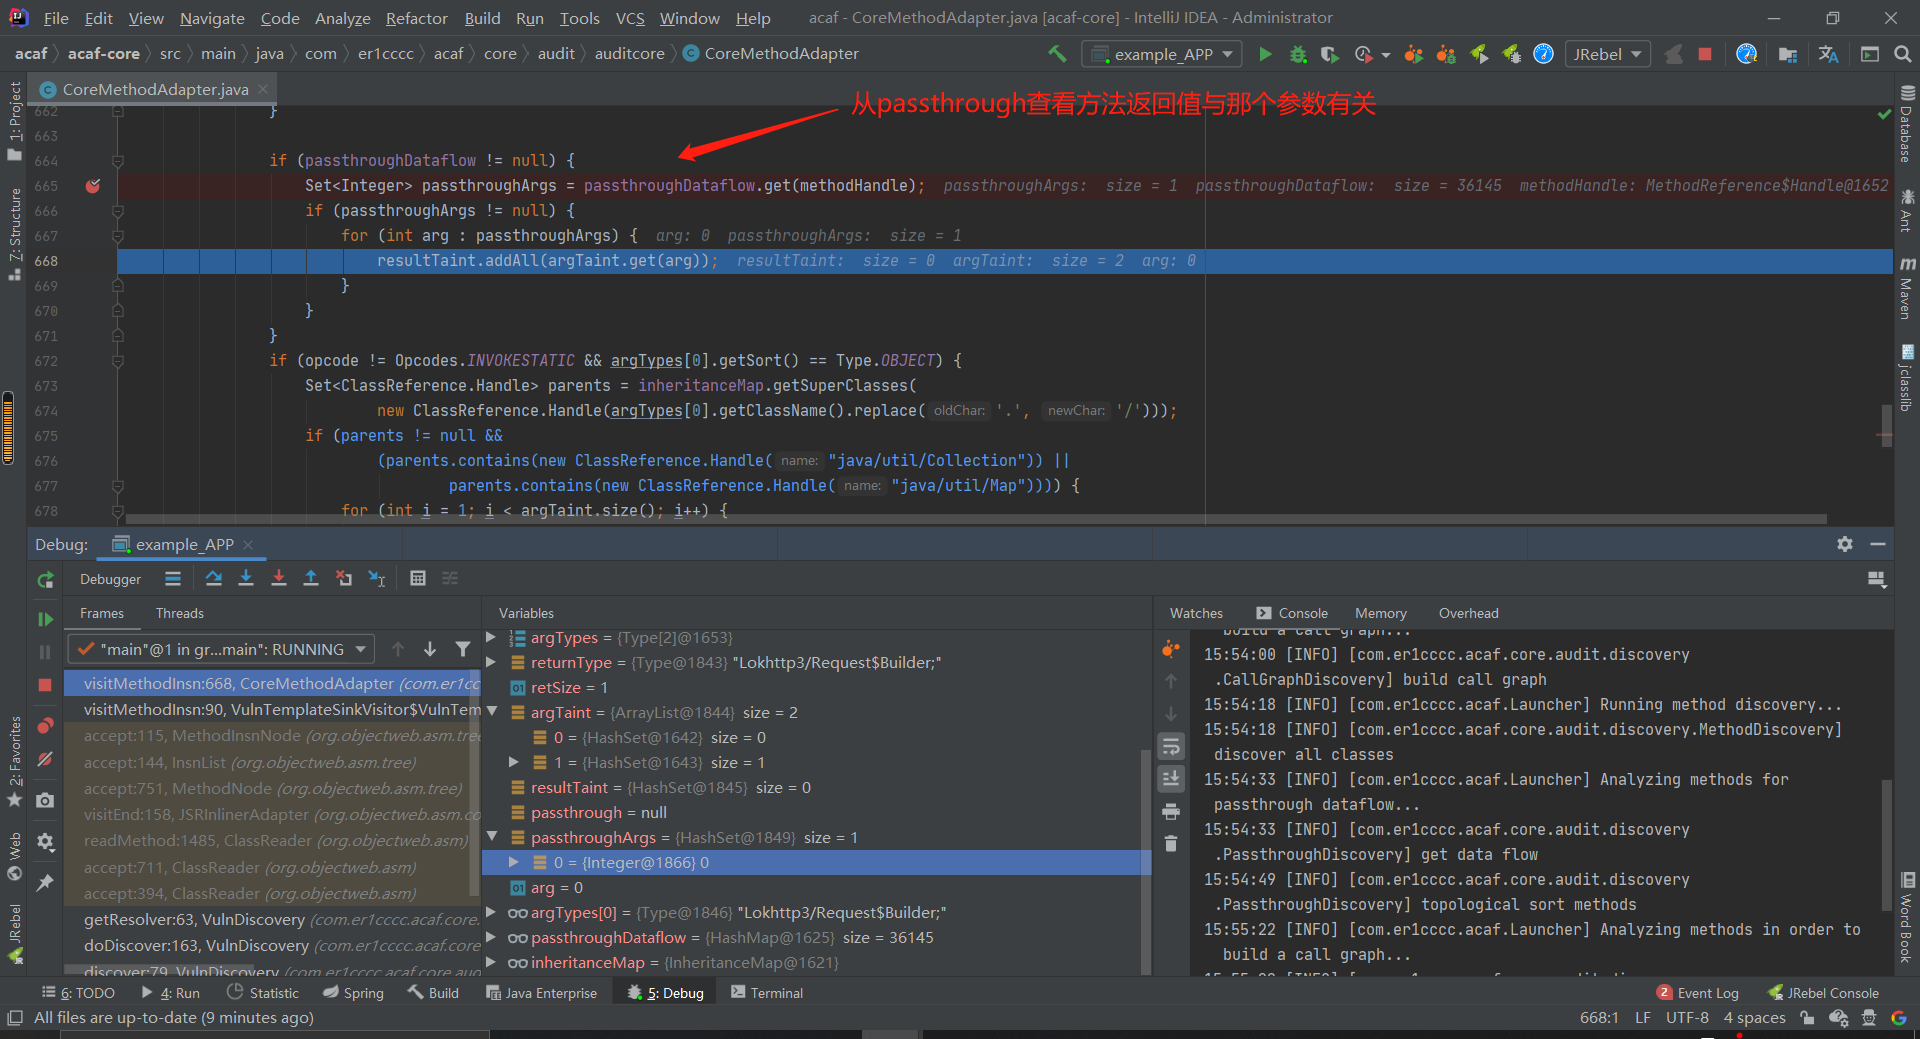 File Edit View Navigate Code Analyze Refactor Build Run Tools VCS Window Help acaf - CoreMethodAdapter.java [acaf-core] - IntelliJ IDEA - Administrator
acaf acaf-core src main java com er1cccc acaf core audit auditcore CoreMethodAdapter example_APP JRebel
CoreMethodAdapter.java
从passthrough查看方法返回值与那个参数有关
662 }
663
664 if (passthroughDataflow != null) {
665 Set<Integer> passthroughArgs = passthroughDataflow.get(methodHandle); passthroughArgs: size = 1 passthroughDataflow: size = 36145 methodHandle: MethodReference$Handle@1652
666 if (passthroughArgs != null) {
667 for (int arg : passthroughArgs) { arg: 0 passthroughArgs: size = 1
668 resultTaint.addAll(argTaint.get(arg)); resultTaint: size = 0 argTaint: size = 2 arg: 0
669 }
670 }
671 }
672 if (opcode != Opcodes.INVOKESTATIC && argTypes[0].getSort() == Type.OBJECT) {
673 Set<ClassReference.Handle> parents = inheritanceMap.getSuperClasses(
674 new ClassReference.Handle(argTypes[0].getClassName().replace( oldChar: '.', newChar: '/')));
675 if (parents != null &&
676 (parents.contains(new ClassReference.Handle( name: "java/util/Collection")) ||
677 parents.contains(new ClassReference.Handle( name: "java/util/Map")))) {
678 for (int i = 1; i < argTaint.size(); i++) {
1: Project
7: Structure
2: Favorites
Web
JRebel
Database
Ant
Maven
jclasslib
Word Book
Debug: example_APP
Debugger
Frames Threads
"main"@1 in gr...main": RUNNING
visitMethodInsn:668, CoreMethodAdapter (com.er1cc
visitMethodInsn:90, VulnTemplateSinkVisitor$VulnTem
accept:115, MethodInsnNode (org.objectweb.asm.tree
accept:144, InsnList (org.objectweb.asm.tree)
accept:751, MethodNode (org.objectweb.asm.tree)
visitEnd:158, JSRInlinerAdapter (org.objectweb.asm.co
readMethod:1485, ClassReader (org.objectweb.asm)
accept:711, ClassReader (org.objectweb.asm)
accept:394, ClassReader (org.objectweb.asm)
getResolver:63, VulnDiscovery (com.er1cccc.acaf.core.
doDiscover:163, VulnDiscovery (com.er1cccc.acaf.core
discover:79, VulnDiscovery (com.er1cccc.acaf.core.aud
Variables
argTypes = {Type[2]@1653}
returnType = {Type@1843} "Lokhttp3/Request$Builder;"
retSize = 1
argTaint = {ArrayList@1844} size = 2
0 = {HashSet@1642} size = 0
1 = {HashSet@1643} size = 1
resultTaint = {HashSet@1845} size = 0
passthrough = null
passthroughArgs = {HashSet@1849} size = 1
0 = {Integer@1866} 0
arg = 0
argTypes[0] = {Type@1846} "Lokhttp3/Request$Builder;"
passthroughDataflow = {HashMap@1625} size = 36145
inheritanceMap = {InheritanceMap@1621}
Watches Console Memory Overhead
build a call graph...
15:54:00 [INFO] [com.er1cccc.acaf.core.audit.discovery
.CallGraphDiscovery] build call graph
15:54:18 [INFO] [com.er1cccc.acaf.Launcher] Running method discovery...
15:54:18 [INFO] [com.er1cccc.acaf.core.audit.discovery.MethodDiscovery]
discover all classes
15:54:33 [INFO] [com.er1cccc.acaf.Launcher] Analyzing methods for
passthrough dataflow...
15:54:33 [INFO] [com.er1cccc.acaf.core.audit.discovery
.PassthroughDiscovery] get data flow
15:54:49 [INFO] [com.er1cccc.acaf.core.audit.discovery
.PassthroughDiscovery] topological sort methods
15:55:22 [INFO] [com.er1cccc.acaf.Launcher] Analyzing methods in order to
build a call graph...
6: TODO 4: Run Statistic Spring Build Java Enterprise 5: Debug Terminal 2 Event Log JRebel Console
All files are up-to-date (9 minutes ago) 668:1 LF UTF-8 4 spaces